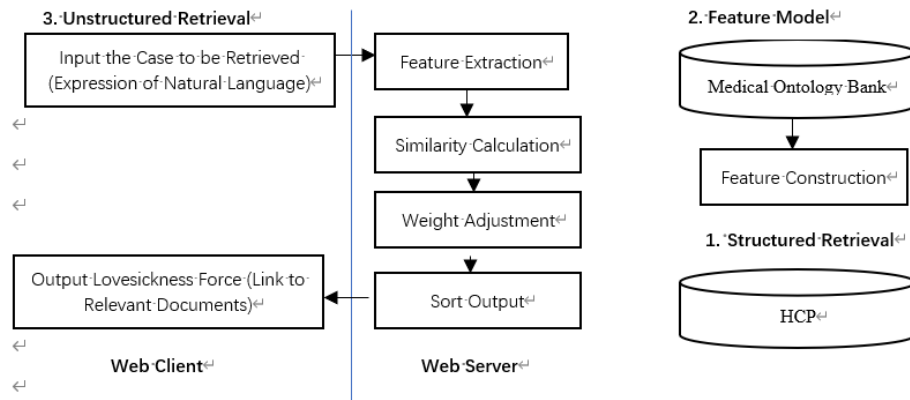 3. Unstructured Retrieval
Input the Case to be Retrieved
(Expression of Natural Language)
Output Lovesickness Force (Link to
Relevant Documents)
Web Client
Feature Extraction
Similarity Calculation
Weight Adjustment
Sort Output
Web Server
2. Feature Model
Medical Ontology Bank
Feature Construction
1. Structured Retrieval
HCP